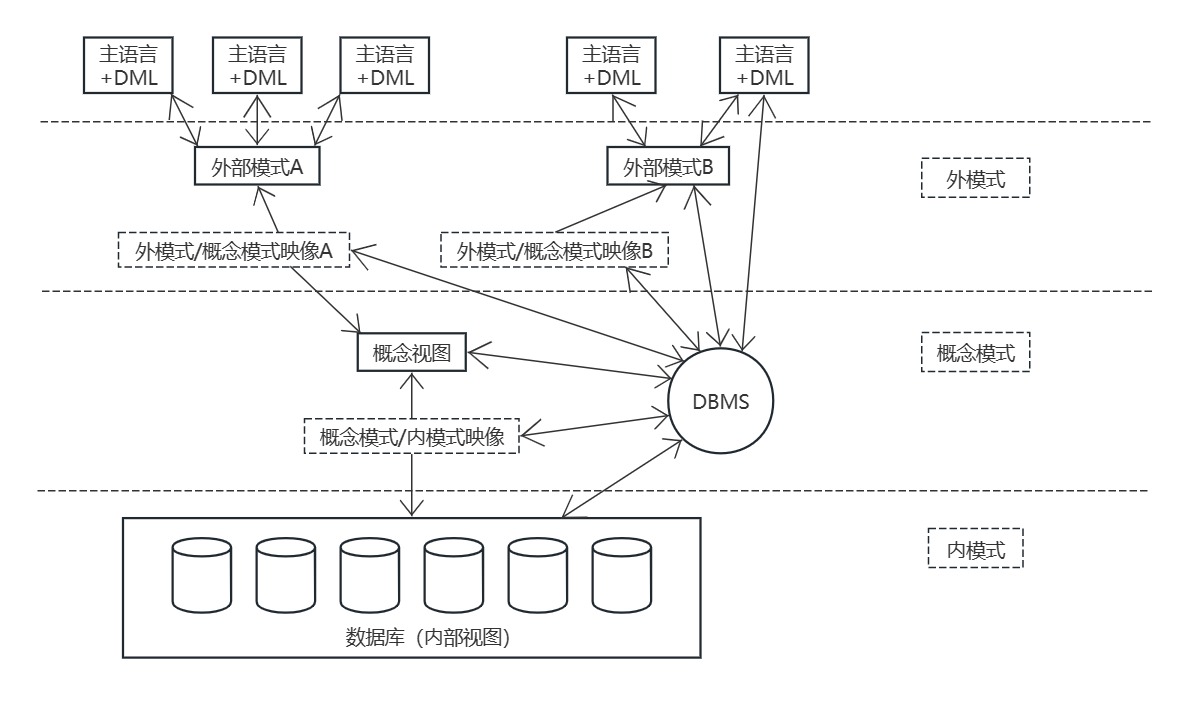 主语言
+DML
主语言
+DML
主语言
+DML
主语言
+DML
主语言
+DML
外部模式A
外部模式B
外模式
外模式/概念模式映像A
外模式/概念模式映像B
概念视图
概念模式
DBMS
概念模式/内模式映像
内模式
数据库（内部视图）